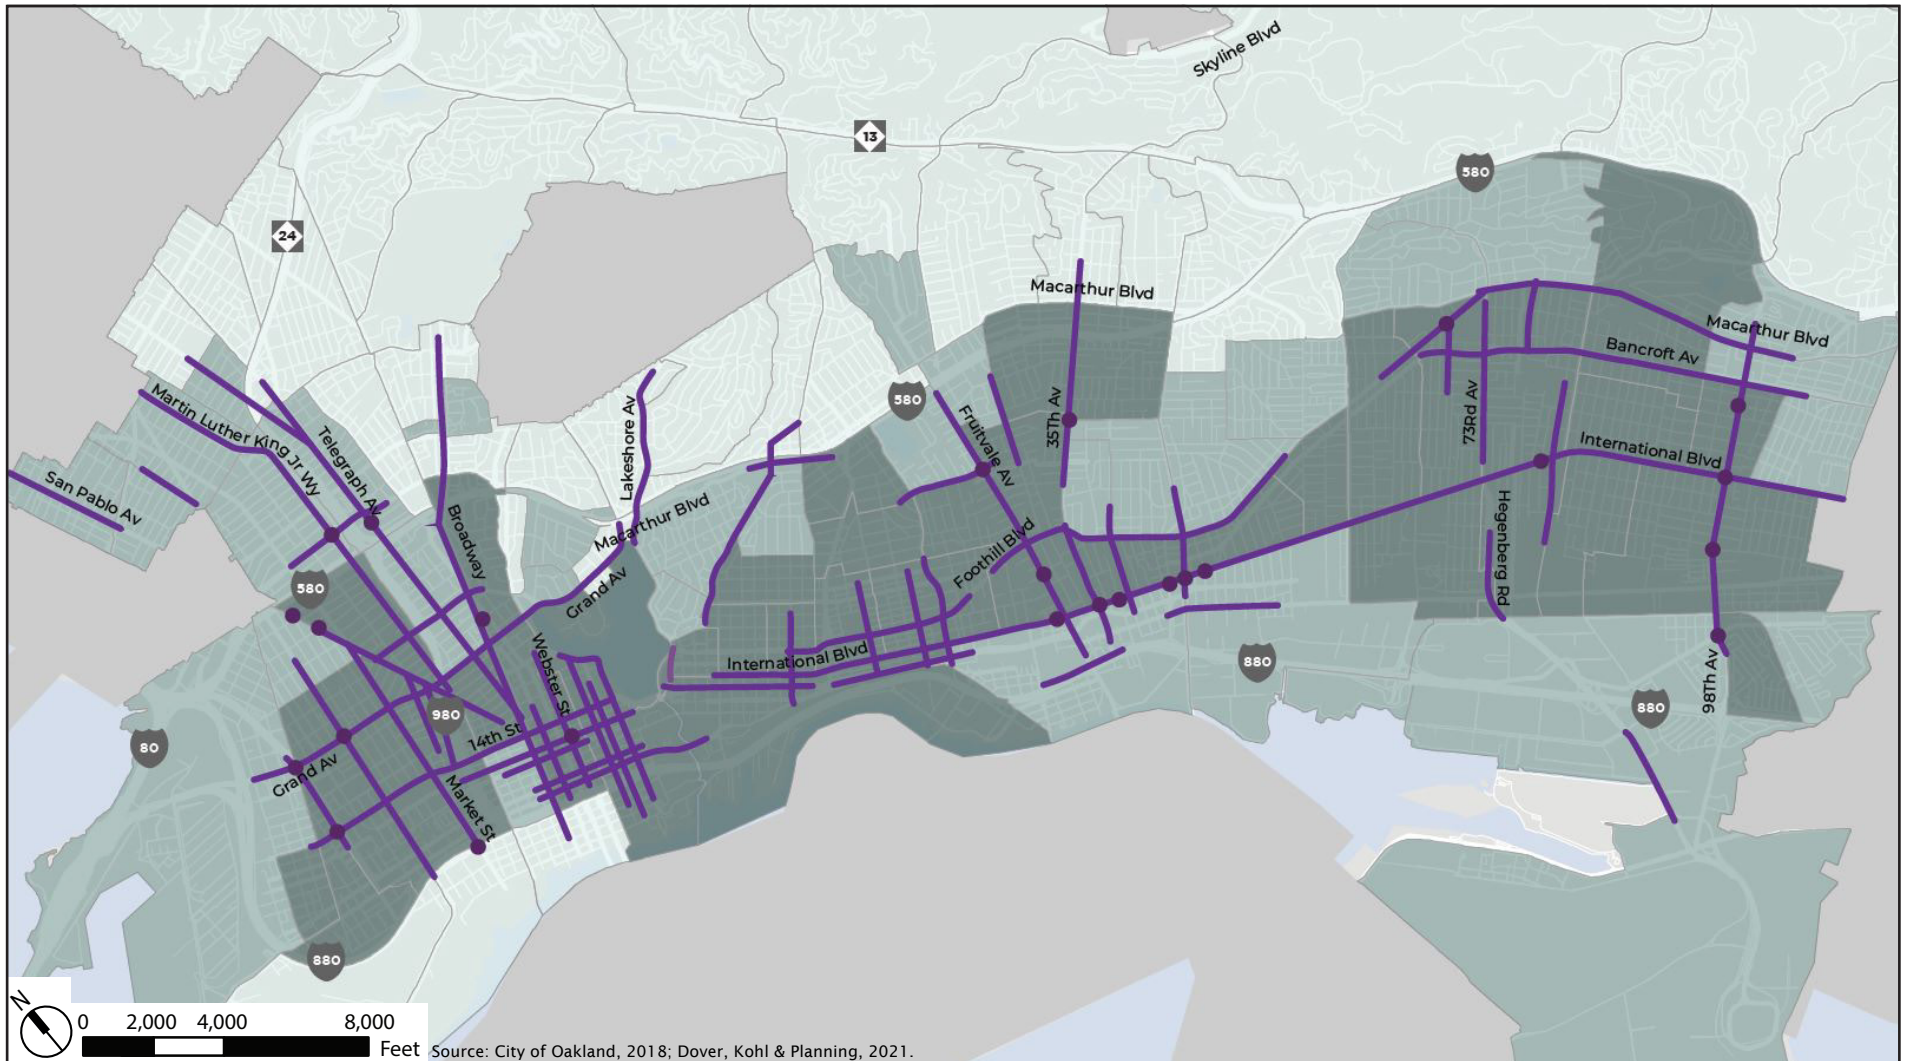 Skyline Blvd
13
580
24
Macarthur Blvd
Macarthur Blvd
Bancroft Av
580
Martin Luther King Jr Wy
Telegraph Av
Lakeshore Av
Fruitvale Av
35Th Av
73Rd Av
International Blvd
San Pablo Av
Broadway
Macarthur Blvd
Foothill Blvd
Hegenberg Rd
580
Grand Av
Webster St
International Blvd
880
98Th Av
880
80
980
14th St
Grand Av
Market St
880
N
0 2,000 4,000 8,000
Feet
Source: City of Oakland, 2018; Dover, Kohl & Planning, 2021.